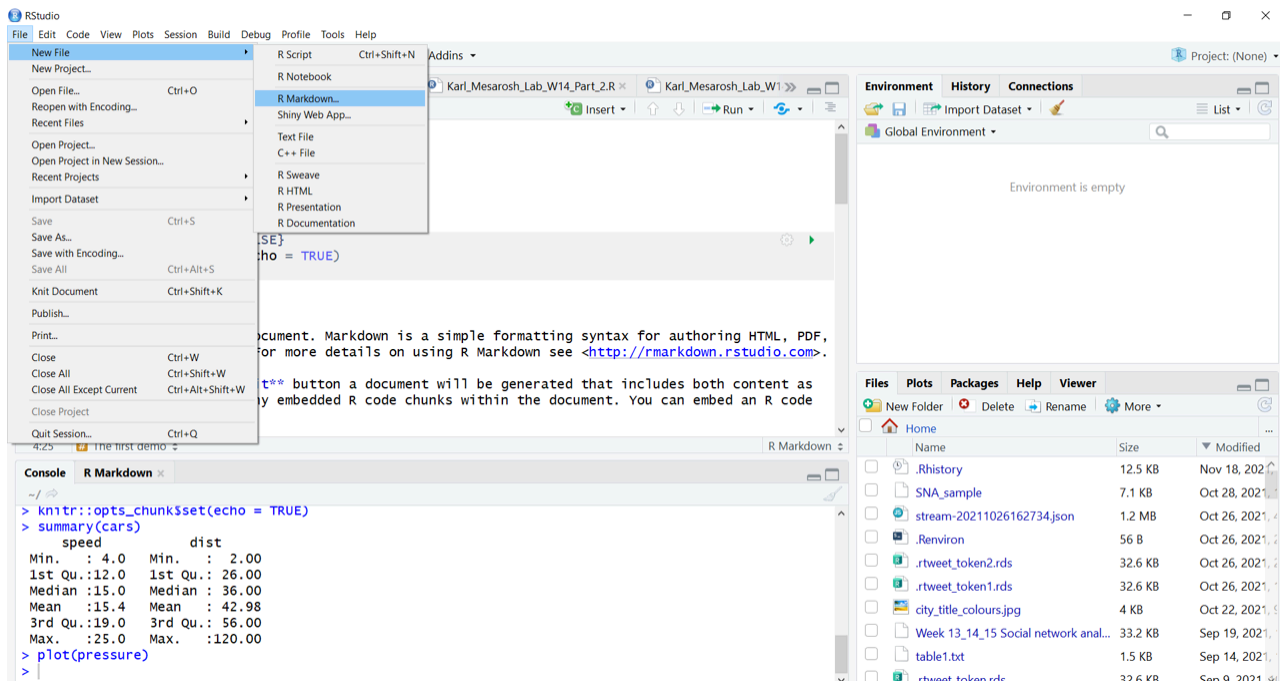 RStudio
File Edit Code View Plots Session Build Debug Profile Tools Help
New File
New Project...
Open File... Ctrl+O
Reopen with Encoding...
Recent Files
Open Project...
Open Project in New Session...
Recent Projects
Import Dataset
Save Ctrl+S
Save As...
Save with Encoding...
Save All Ctrl+Alt+S
Knit Document Ctrl+Shift+K
Publish...
Print...
Close Ctrl+W
Close All Ctrl+Shift+W
Close All Except Current Ctrl+Alt+Shift+W
Close Project
Quit Session... Ctrl+Q
R Script Ctrl+Shift+N
R Notebook
R Markdown...
Shiny Web App...
Text File
C++ File
R Sweave
R HTML
R Presentation
R Documentation
Addins
Project: (None)
Karl_Mesarosh_Lab_W14_Part_2.R Karl_Mesarosh_Lab_W1
Insert Run
LSE}
cho = TRUE)
ocument. Markdown is a simple formatting syntax for authoring HTML, PDF,
for more details on using R Markdown see <http://rmarkdown.rstudio.com>.
t** button a document will be generated that includes both content as
ny embedded R code chunks within the document. You can embed an R code
4:25 The first demo R Markdown
Console R Markdown
~/
> knitr::opts_chunk$set(echo = TRUE)
> summary(cars)
speed dist
Min. : 4.0 Min. : 2.00
1st Qu.:12.0 1st Qu.: 26.00
Median :15.0 Median : 36.00
Mean :15.4 Mean : 42.98
3rd Qu.:19.0 3rd Qu.: 56.00
Max. :25.0 Max. :120.00
> plot(pressure)
>
Environment History Connections
Import Dataset List
Global Environment
Environment is empty
Files Plots Packages Help Viewer
New Folder Delete Rename More
Home ...
Name Size Modified
.Rhistory 12.5 KB Nov 18, 2021,
SNA_sample 7.1 KB Oct 28, 2021,
stream-20211026162734.json 1.2 MB Oct 26, 2021,
.Renviron 56 B Oct 26, 2021,
.rtweet_token2.rds 32.6 KB Oct 26, 2021,
.rtweet_token1.rds 32.6 KB Oct 26, 2021,
city_title_colours.jpg 4 KB Oct 22, 2021,
Week 13_14_15 Social network anal... 33.2 KB Sep 19, 2021,
table1.txt 1.5 KB Sep 14, 2021,
.rtweet_token.rds 32.6 KB Sep 9, 2021,